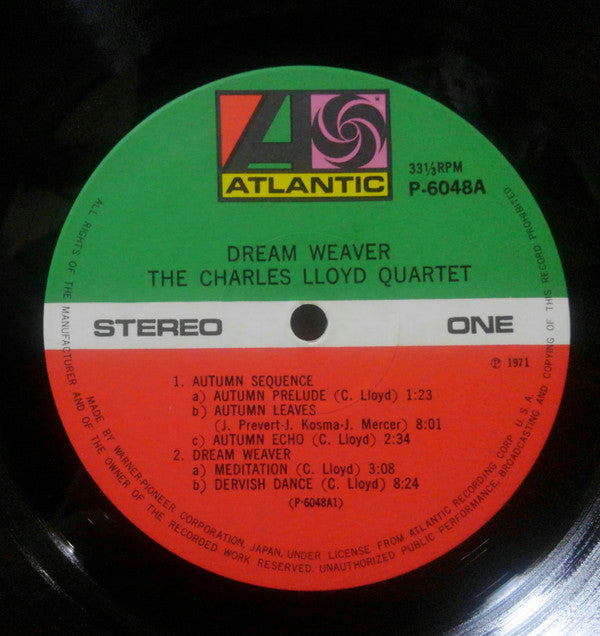 ATLANTIC
33⅓RPM
P-6048A
DREAM WEAVER
THE CHARLES LLOYD QUARTET
STEREO
ONE
Ⓟ 1971
1. AUTUMN SEQUENCE
a) AUTUMN PRELUDE (C. Lloyd) 1:23
b) AUTUMN LEAVES
(J. Prevert-J. Kosma-J. Mercer) 8:01
c) AUTUMN ECHO (C. Lloyd) 2:34
2. DREAM WEAVER
a) MEDITATION (C. Lloyd) 3:08
b) DERVISH DANCE (C. Lloyd) 8:24
(P-6048A1)
ALL RIGHTS OF THE MANUFACTURER AND OF THE OWNER OF THE RECORDED WORK RESERVED. UNAUTHORIZED PUBLIC PERFORMANCE, BROADCASTING AND COPYING OF THIS RECORD PROHIBITED
MADE BY WARNER-PIONEER CORPORATION, JAPAN, UNDER LICENSE FROM ATLANTIC RECORDING CORP. U.S.A.